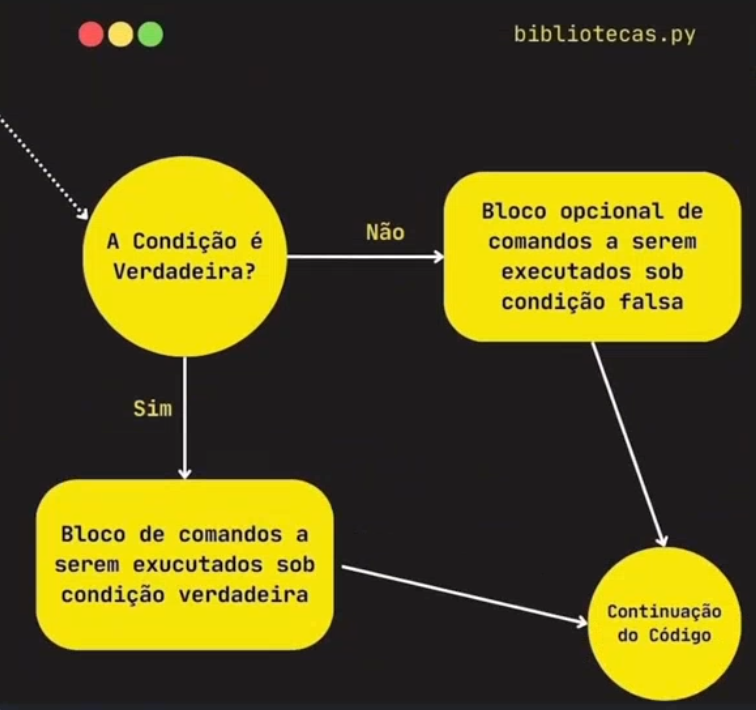 bibliotecas.py
A Condição é
Verdadeira?
Não
Bloco opcional de
comandos a serem
executados sob
condição falsa
Sim
Bloco de comandos a
serem exucutados sob
condição verdadeira
Continuação
do Código